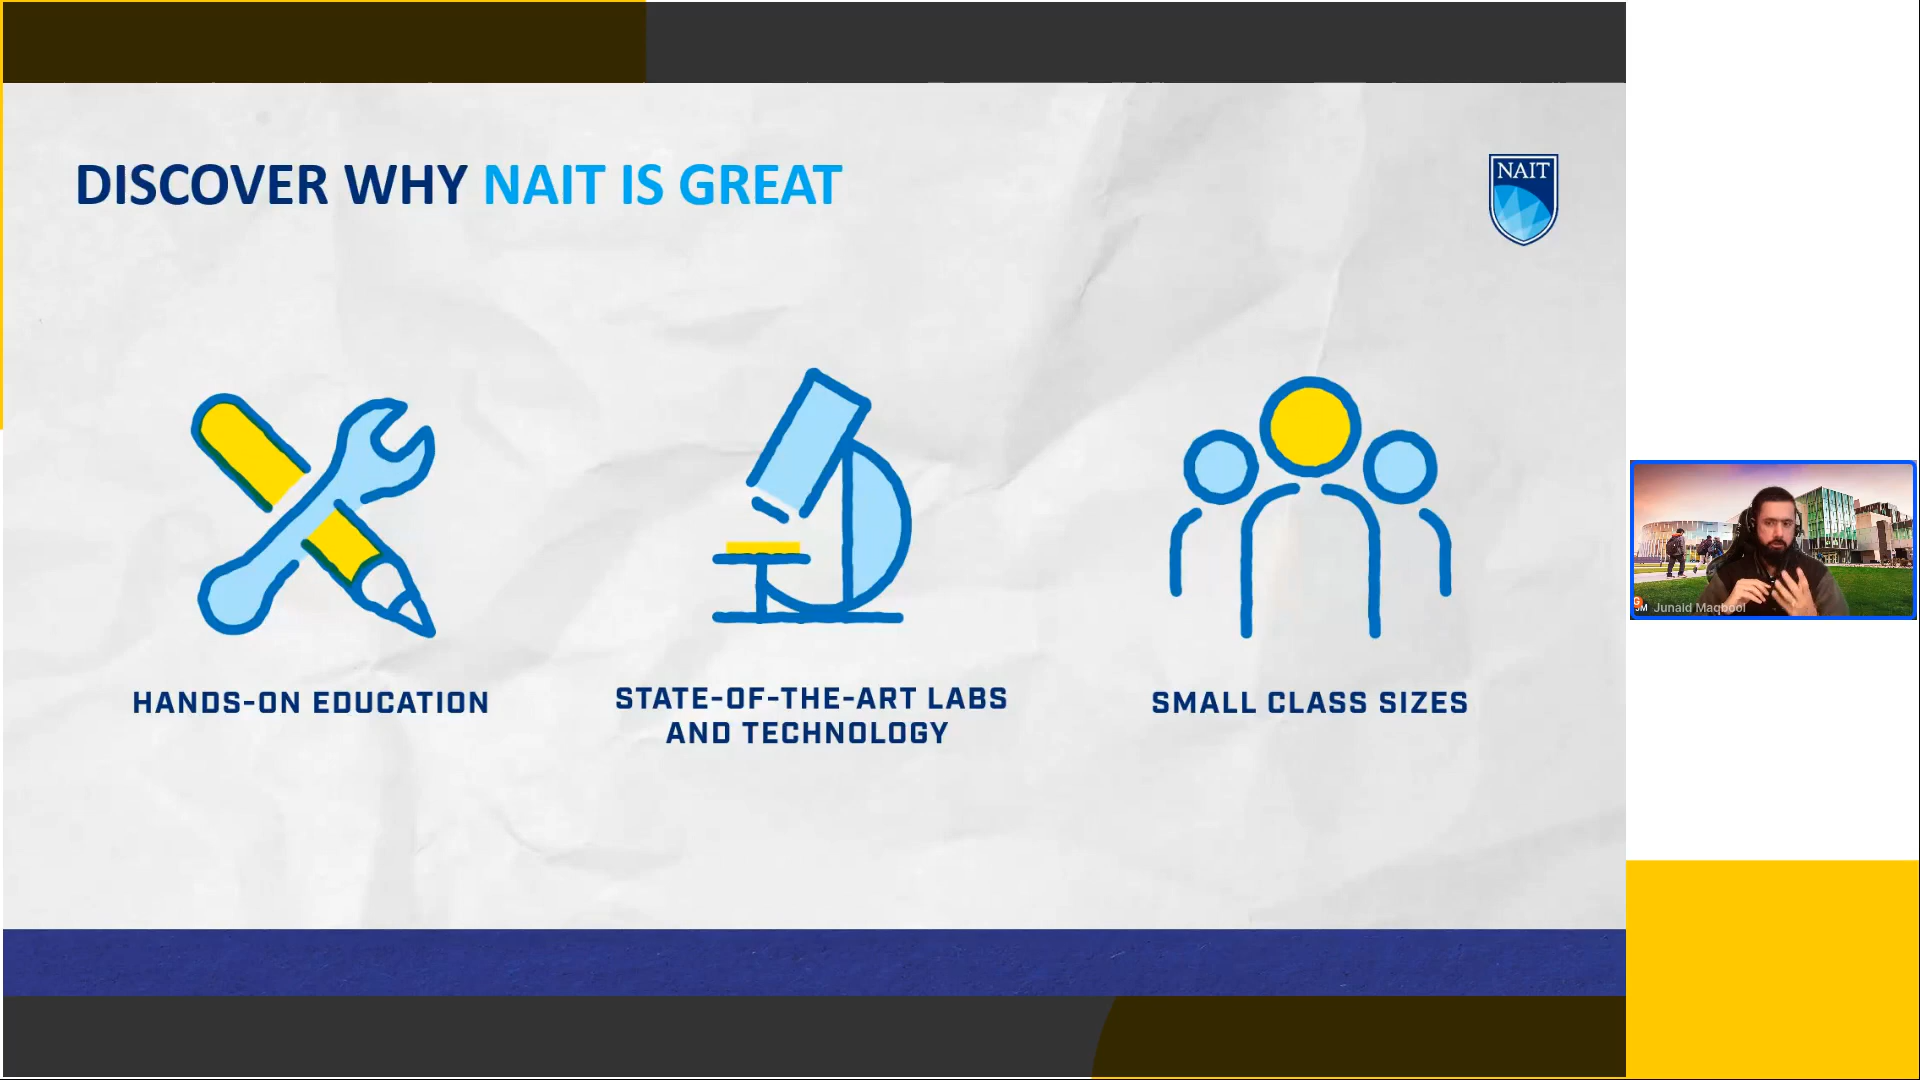 DISCOVER WHY NAIT IS GREAT
NAIT
HANDS-ON EDUCATION
STATE-OF-THE-ART LABS
AND TECHNOLOGY
SMALL CLASS SIZES
Junaid Maqbool